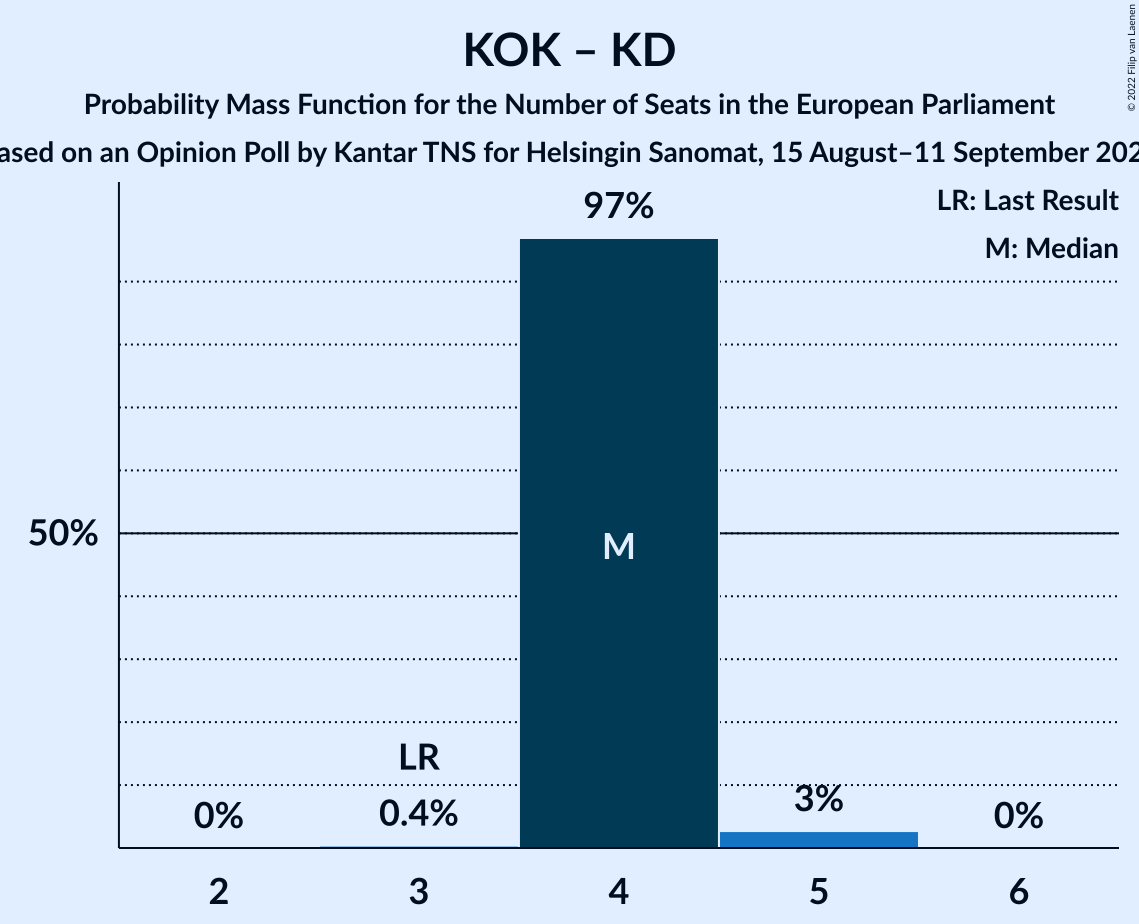 KOK – KD
Probability Mass Function for the Number of Seats in the European Parliament
ased on an Opinion Poll by Kantar TNS for Helsingin Sanomat, 15 August–11 September 202
© 2022 Filip van Laenen
LR: Last Result
M: Median
97%
50%
M
LR
0%
0.4%
3%
0%
2
3
4
5
6